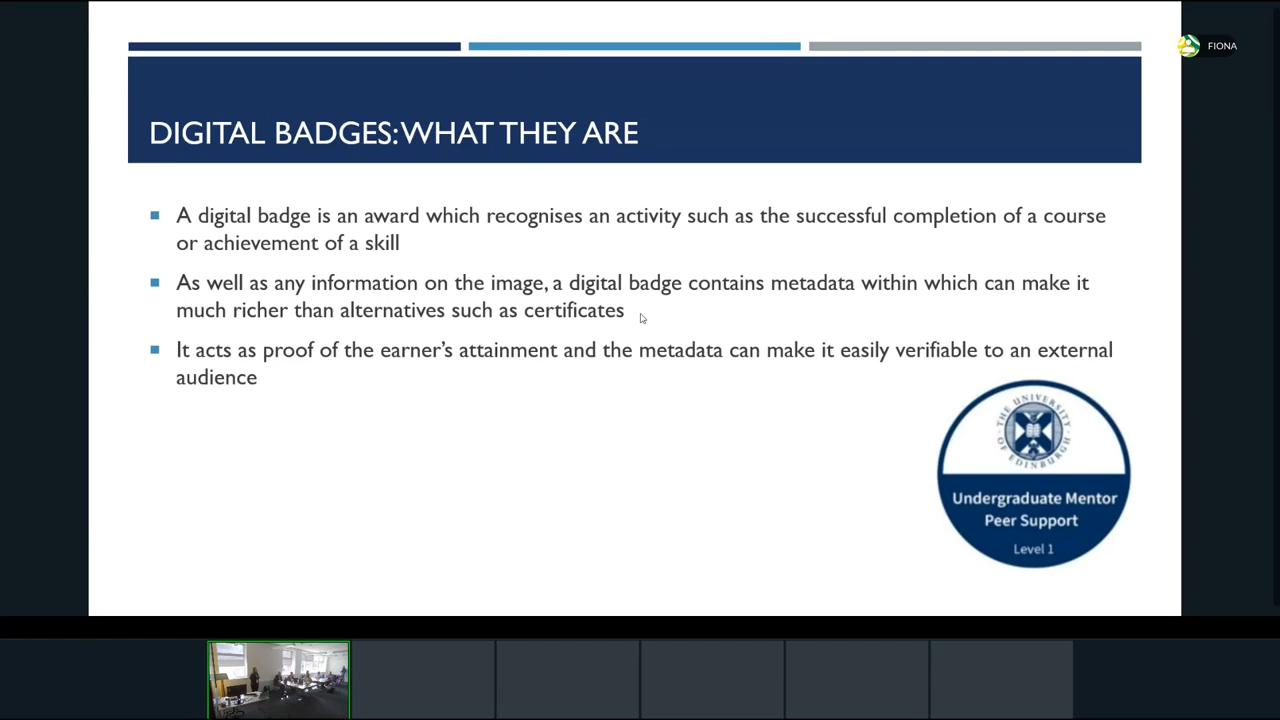 FIONA
DIGITAL BADGES: WHAT THEY ARE
A digital badge is an award which recognises an activity such as the successful completion of a course
or achievement of a skill
As well as any information on the image, a digital badge contains metadata within which can make it
much richer than alternatives such as certificates
It acts as proof of the earner's attainment and the metadata can make it easily verifiable to an external
audience
THE UNIVERSITY
OF EDINBURGH
Undergraduate Mentor
Peer Support
Level 1